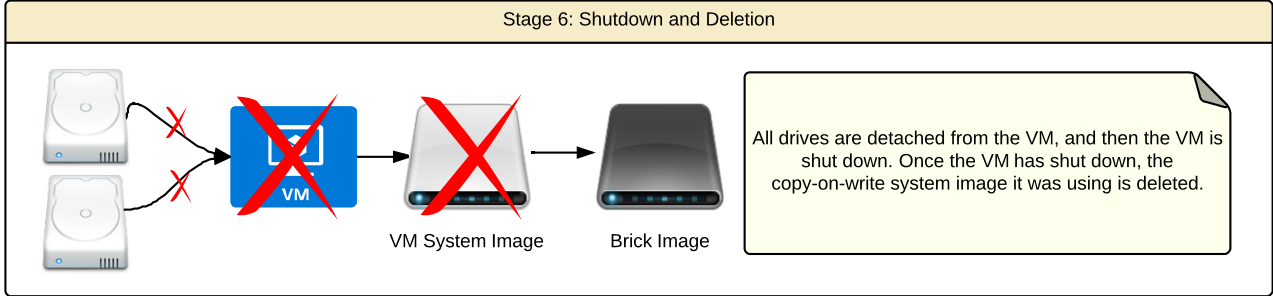 Stage 6: Shutdown and Deletion
VM
VM System Image
Brick Image
All drives are detached from the VM, and then the VM is
shut down. Once the VM has shut down, the
copy-on-write system image it was using is deleted.